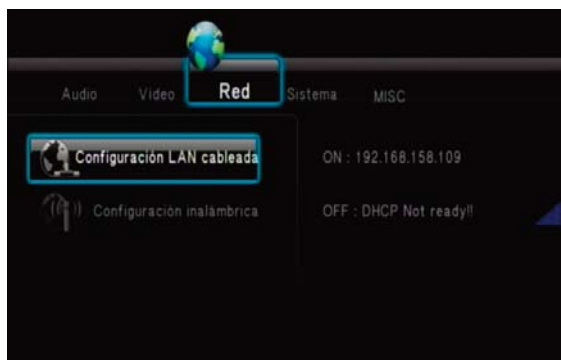 Audio Video Red Sistema MISC
Configuración LAN cableada ON : 192.168.158.109
Configuración inalámbrica OFF : DHCP Not ready!!